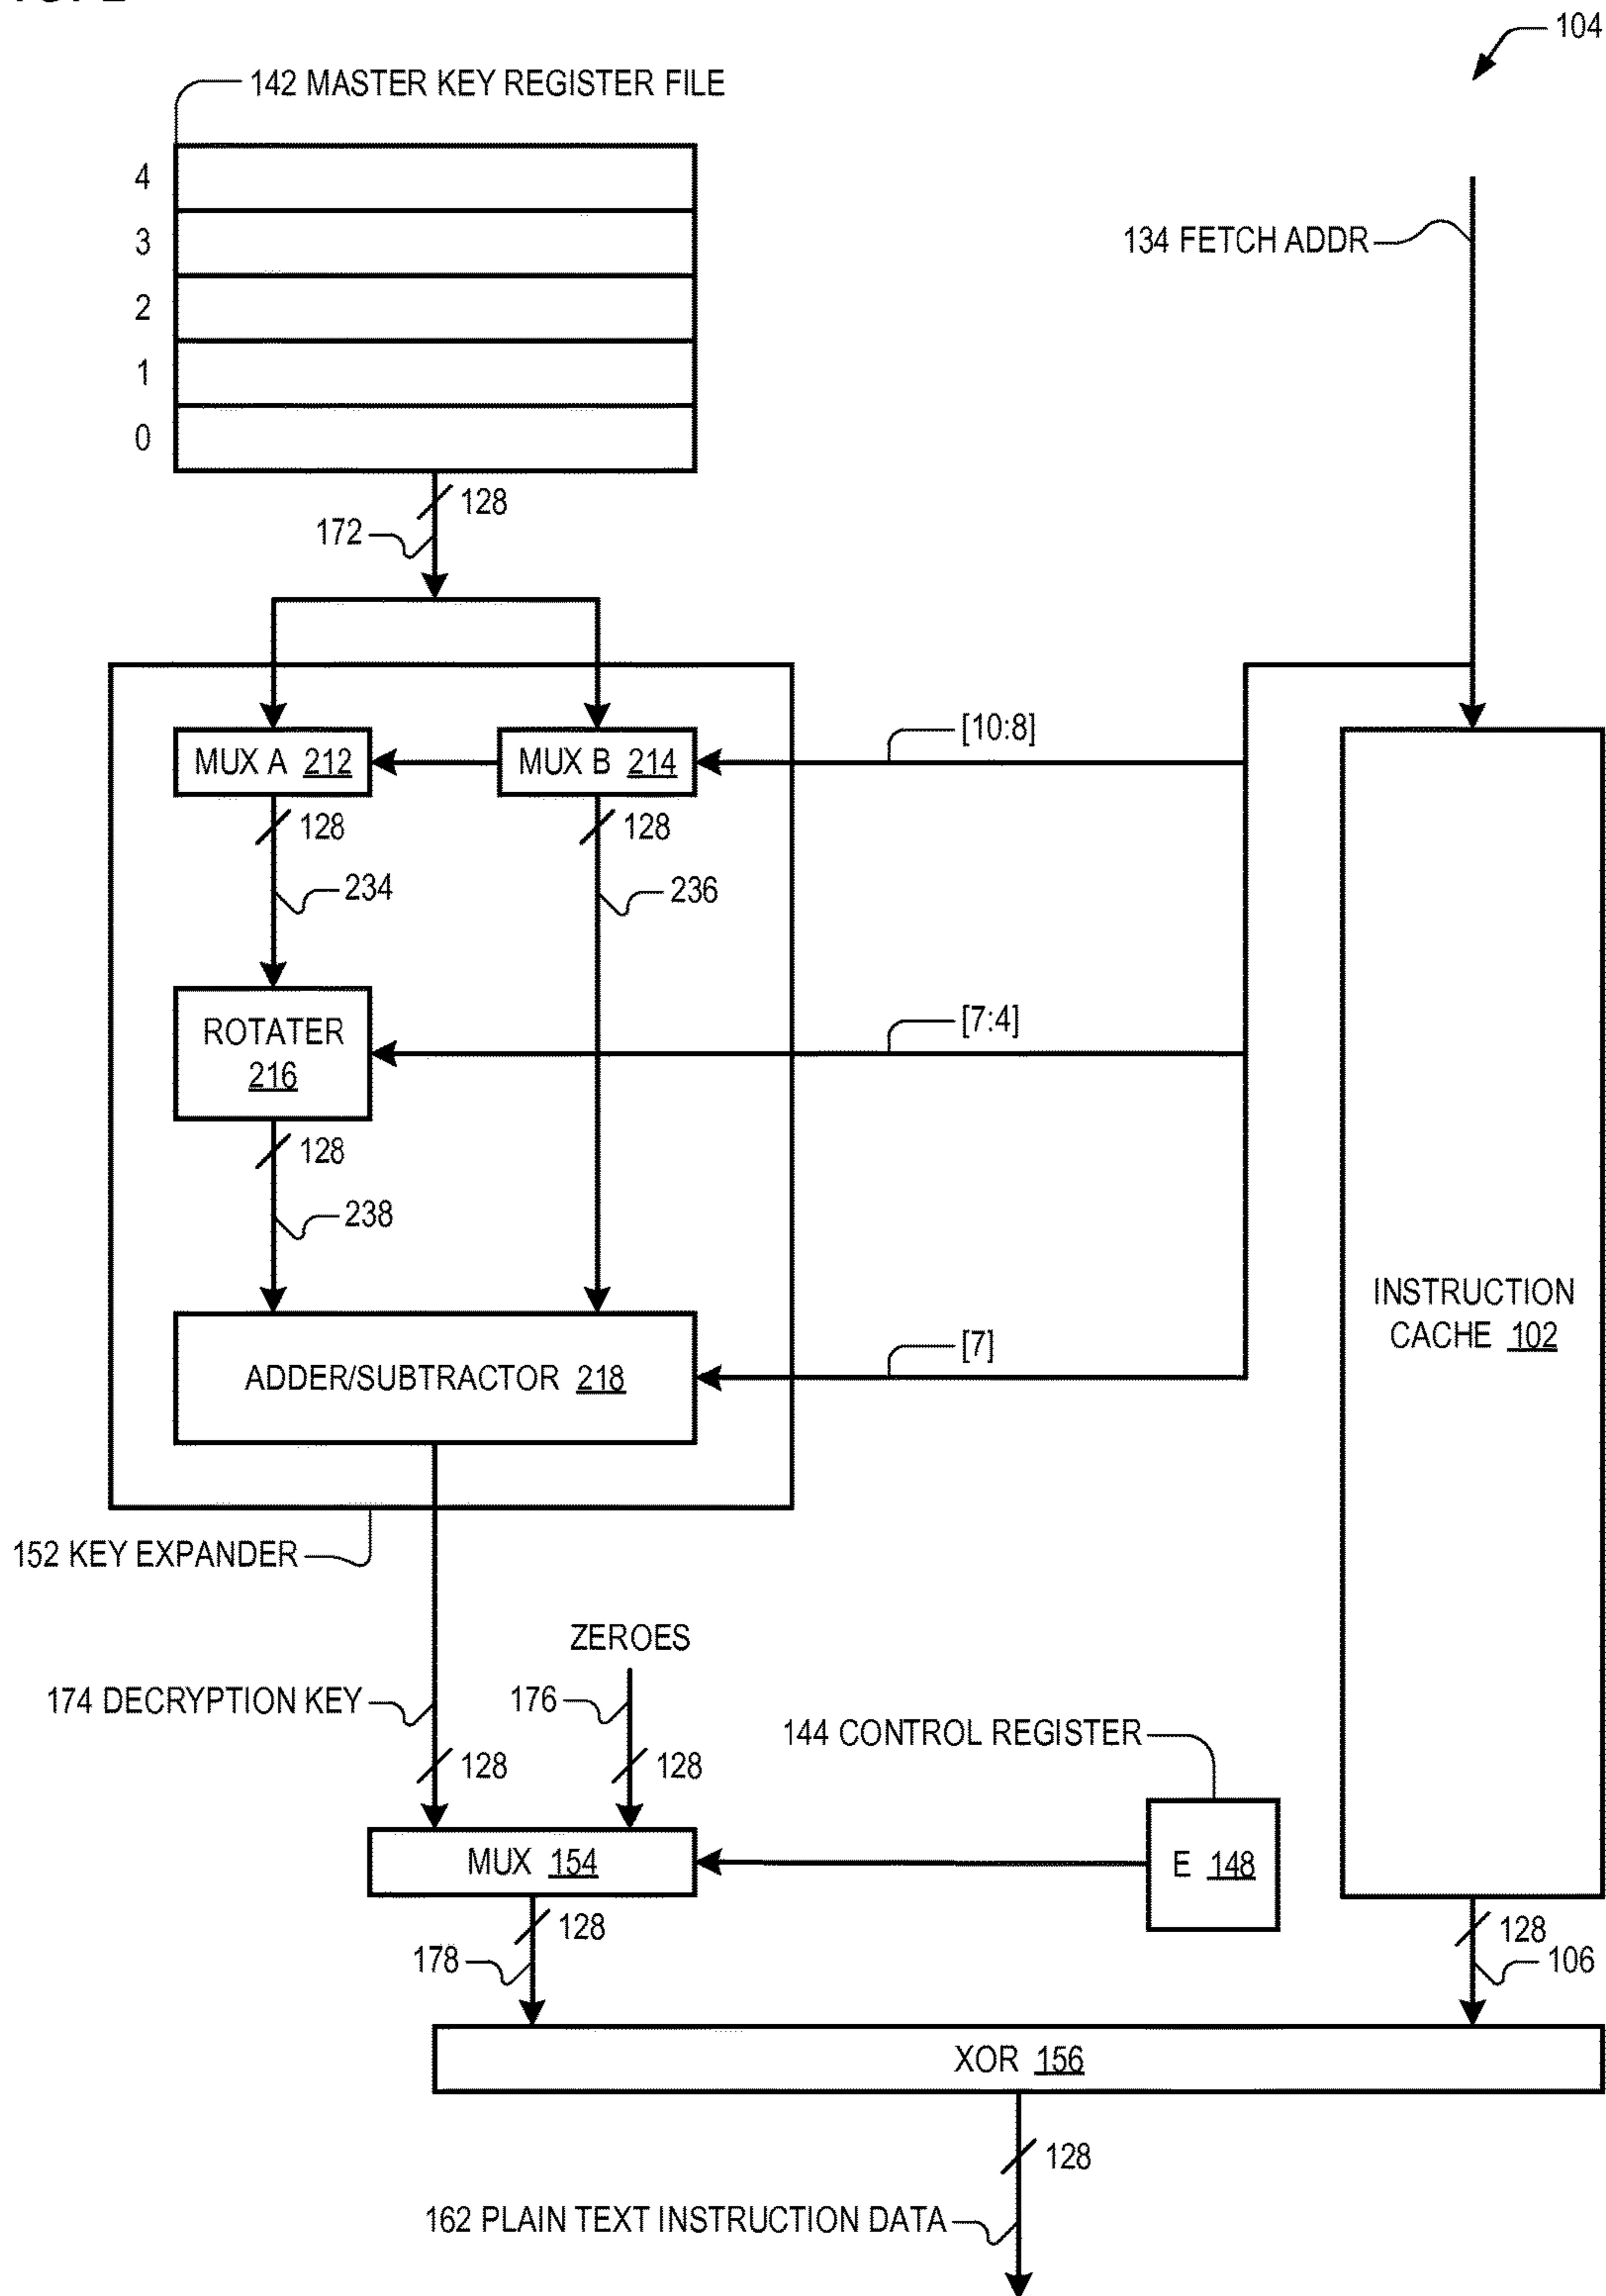 104
142 MASTER KEY REGISTER FILE
4
3
134 FETCH ADDR
2
1
0
128
172
[10:8]
MUX A 212
MUX B 214
128
128
234
236
[7:4]
ROTATER
216
128
238
INSTRUCTION
CACHE 102
[7]
ADDER/SUBTRACTOR 218
152 KEY EXPANDER
ZEROES
174 DECRYPTION KEY
176
144 CONTROL REGISTER
128
128
MUX 154
E 148
128
128
178
106
XOR 156
128
162 PLAIN TEXT INSTRUCTION DATA